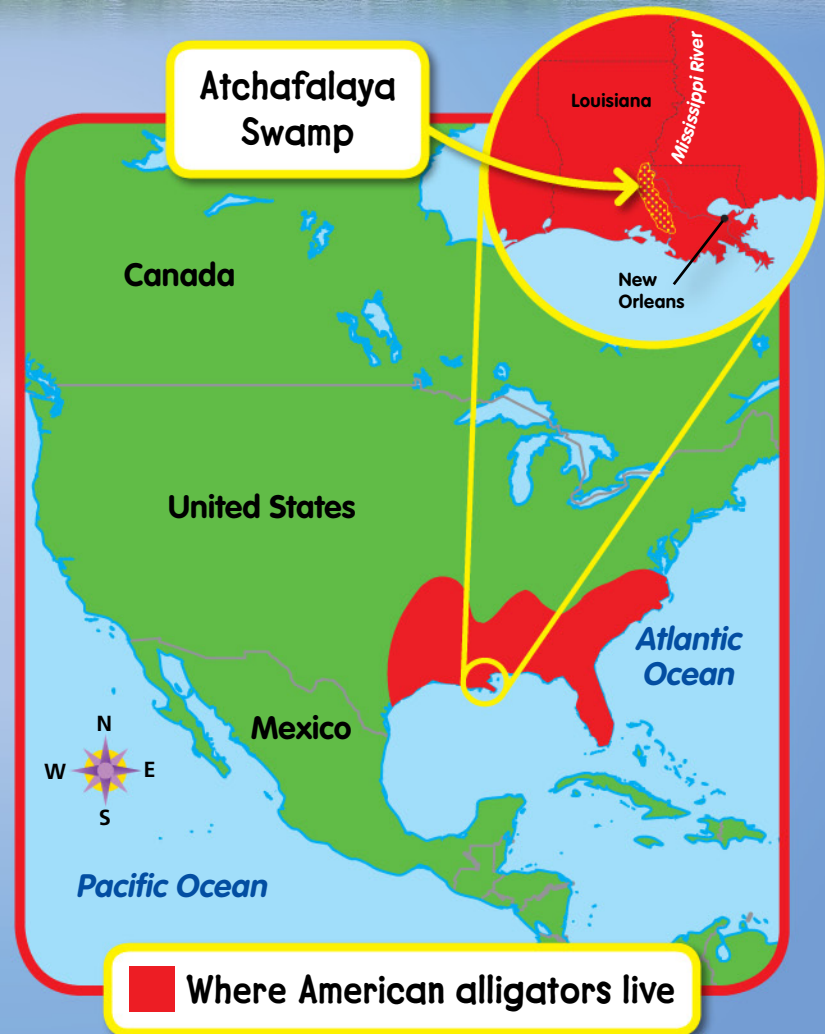 Atchafalaya
Swamp
Louisiana
Mississippi River
New
Orleans
Canada
United States
Atlantic
Ocean
Mexico
N
W
E
S
Pacific Ocean
Where American alligators live